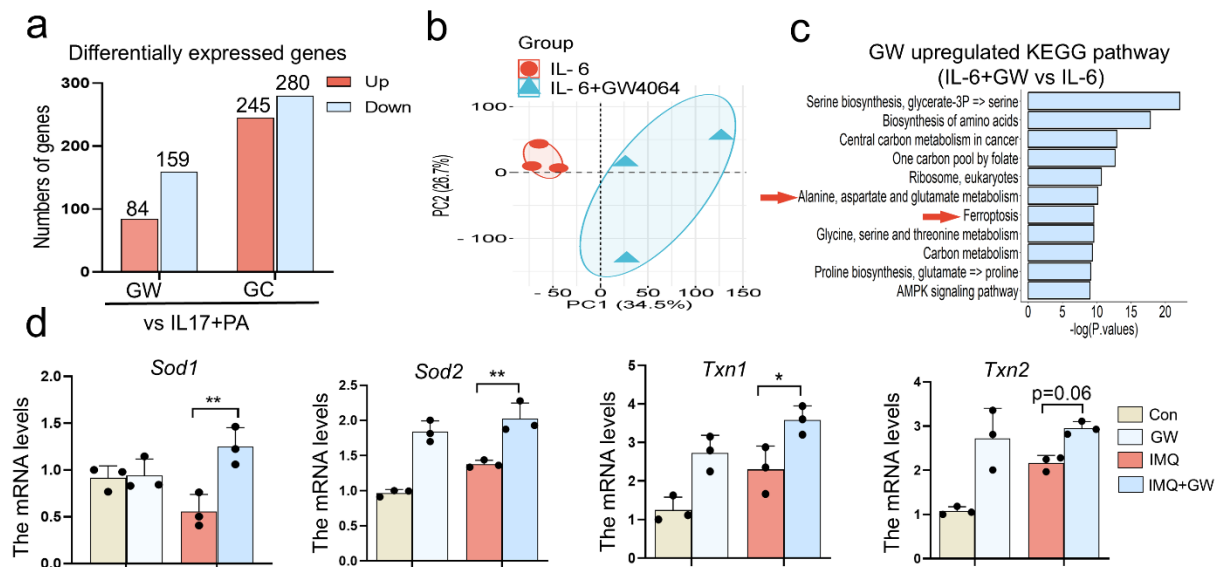 a
Differentially expressed genes
Numbers of genes
300
200
100
0
84
159
245
280
Up
Down
GW
GC
vs IL17+PA
b
Group
IL- 6
IL- 6+GW4064
PC2 (26.7%)
100
0
- 100
- 50
0
50
100
150
PC1 (34.5%)
c
GW upregulated KEGG pathway
(IL-6+GW vs IL-6)
Serine biosynthesis, glycerate-3P => serine
Biosynthesis of amino acids
Central carbon metabolism in cancer
One carbon pool by folate
Ribosome, eukaryotes
Alanine, aspartate and glutamate metabolism
Ferroptosis
Glycine, serine and threonine metabolism
Carbon metabolism
Proline biosynthesis, glutamate => proline
AMPK signaling pathway
0
5
10
15
20
-log(P.values)
d
Sod1
The mRNA levels
2.0
1.5
1.0
0.5
**
Sod2
The mRNA levels
2.5
2.0
1.5
1.0
0.5
0.0
**
Txn1
The mRNA levels
5
4
3
2
1
*
Txn2
The mRNA levels
4
3
2
1
0
p=0.06
Con
GW
IMQ
IMQ+GW